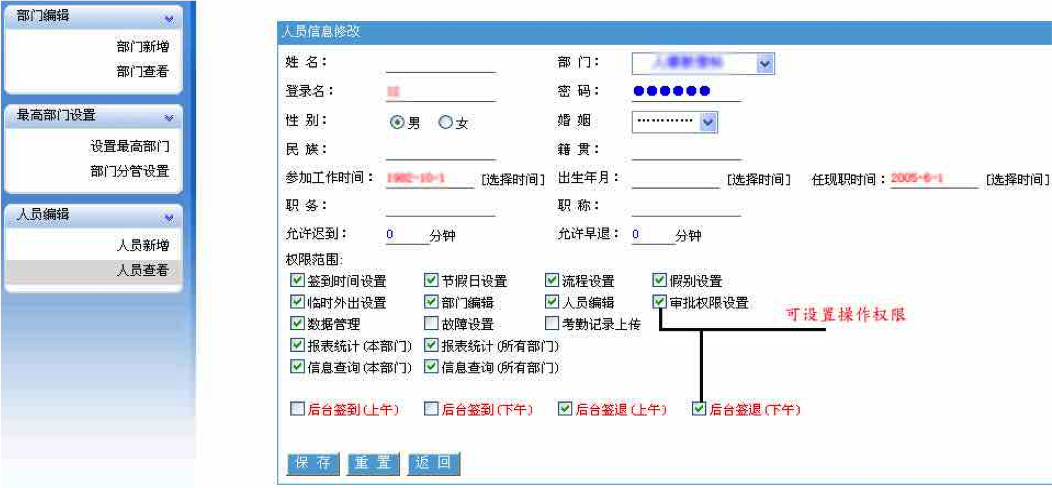 部门编辑
部门新增
部门查看
最高部门设置
设置最高部门
部门分管设置
人员编辑
人员新增
人员查看
人员信息修改
姓 名： 部 门：
登录名： 密 码： ●●●●●●
性 别： 男 女 婚 姻 ············
民 族： 籍 贯：
参加工作时间：1982-10-1 [选择时间] 出生年月： [选择时间] 任现职时间：2005-6-1 [选择时间]
职 务： 职 称：
允许迟到： 0 分钟 允许早退： 0 分钟
权限范围:
签到时间设置 节假日设置 流程设置 假别设置
临时外出设置 部门编辑 人员编辑 审批权限设置
可设置操作权限
数据管理 故障设置 考勤记录上传
报表统计(本部门) 报表统计(所有部门)
信息查询(本部门) 信息查询(所有部门)
后台签到(上午) 后台签到(下午) 后台签退(上午) 后台签退(下午)
保 存 重 置 返 回